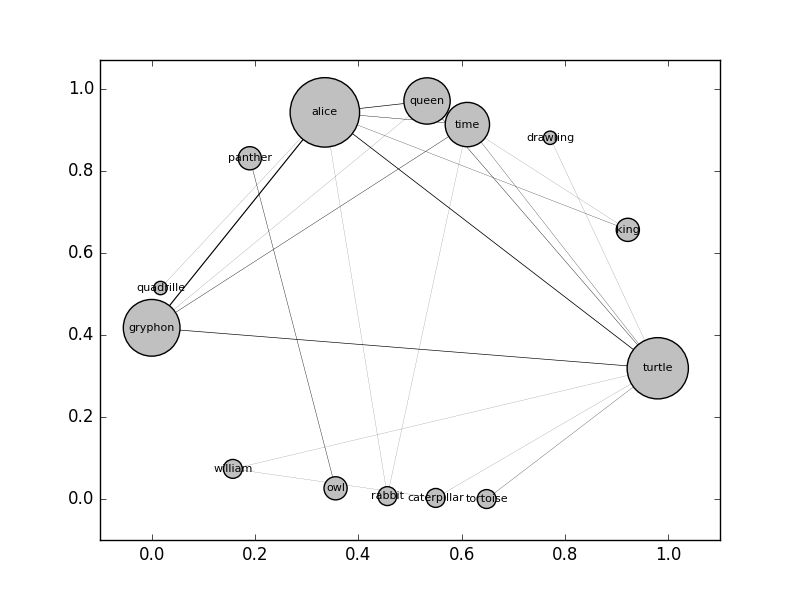 1.0
0.8
0.6
0.4
0.2
0.0
alice
queen
time
drawling
panther
king
quadrille
gryphon
turtle
william
owl
rabbit
caterpillar
tortoise
0.0 0.2 0.4 0.6 0.8 1.0